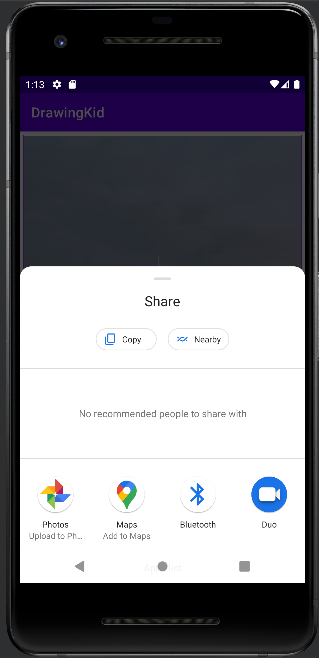 1:13
DrawingKid
Share
Copy
Nearby
No recommended people to share with
Photos
Upload to Ph...
Maps
Add to Maps
Bluetooth
Duo